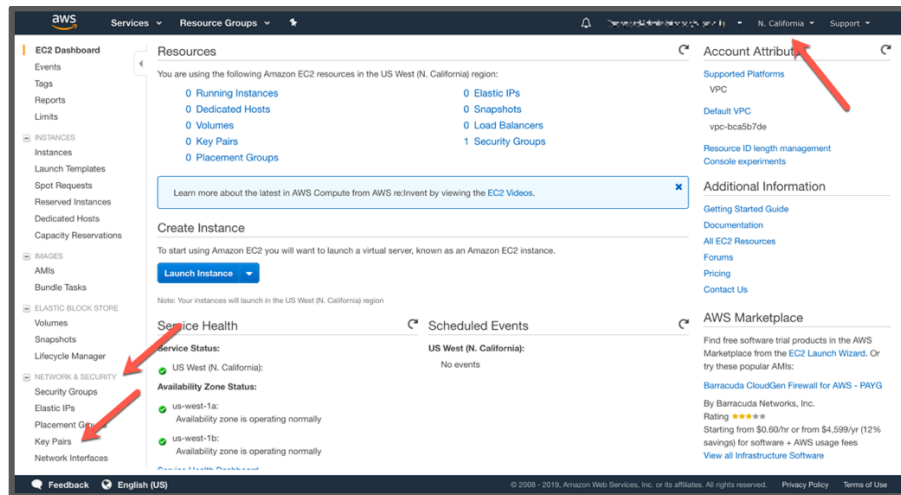 aws
Services
Resource Groups
N. California
Support
EC2 Dashboard
Events
Tags
Reports
Limits
INSTANCES
Instances
Launch Templates
Spot Requests
Reserved Instances
Dedicated Hosts
Capacity Reservations
IMAGES
AMIs
Bundle Tasks
ELASTIC BLOCK STORE
Volumes
Snapshots
Lifecycle Manager
NETWORK & SECURITY
Security Groups
Elastic IPs
Placement Groups
Key Pairs
Network Interfaces
Resources
You are using the following Amazon EC2 resources in the US West (N. California) region:
0 Running Instances
0 Elastic IPs
0 Dedicated Hosts
0 Snapshots
0 Volumes
0 Load Balancers
0 Key Pairs
1 Security Groups
0 Placement Groups
Learn more about the latest in AWS Compute from AWS re:Invent by viewing the EC2 Videos.
Create Instance
To start using Amazon EC2 you will want to launch a virtual server, known as an Amazon EC2 instance.
Launch Instance
Note: Your instances will launch in the US West (N. California) region
Service Health
Service Status:
US West (N. California):
Availability Zone Status:
us-west-1a:
Availability zone is operating normally
us-west-1b:
Availability zone is operating normally
Service Health Dashboard
Scheduled Events
US West (N. California):
No events
Account Attributes
Supported Platforms
VPC
Default VPC
vpc-bca5b7de
Resource ID length management
Console experiments
Additional Information
Getting Started Guide
Documentation
All EC2 Resources
Forums
Pricing
Contact Us
AWS Marketplace
Find free software trial products in the AWS
Marketplace from the EC2 Launch Wizard. Or
try these popular AMIs:
Barracuda CloudGen Firewall for AWS - PAYG
By Barracuda Networks, Inc.
Rating
Starting from $0.60/hr or from $4,599/yr (12%
savings) for software + AWS usage fees
View all Infrastructure Software
Feedback
English (US)
© 2008 - 2019, Amazon Web Services, Inc. or its affiliates. All rights reserved.
Privacy Policy
Terms of Use